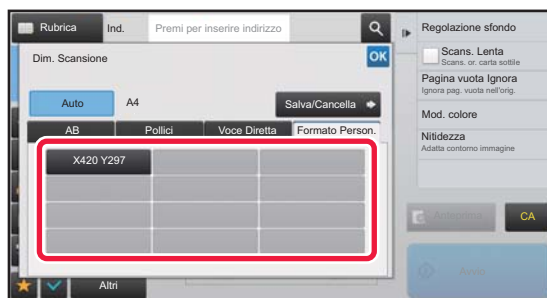 Rubrica
Ind.
Premi per inserire indirizzo
Dim. Scansione
OK
Auto
A4
Salva/Cancella
AB
Pollici
Voce Diretta
Formato Person.
X420 Y297
Altri
Regolazione sfondo
Scans. Lenta
Scans. or. carta sottile
Pagina vuota Ignora
Ignora pag. vuota nell'orig.
Mod. colore
Nitidezza
Adatta contorno immagine
Anteprima
CA
Avvio